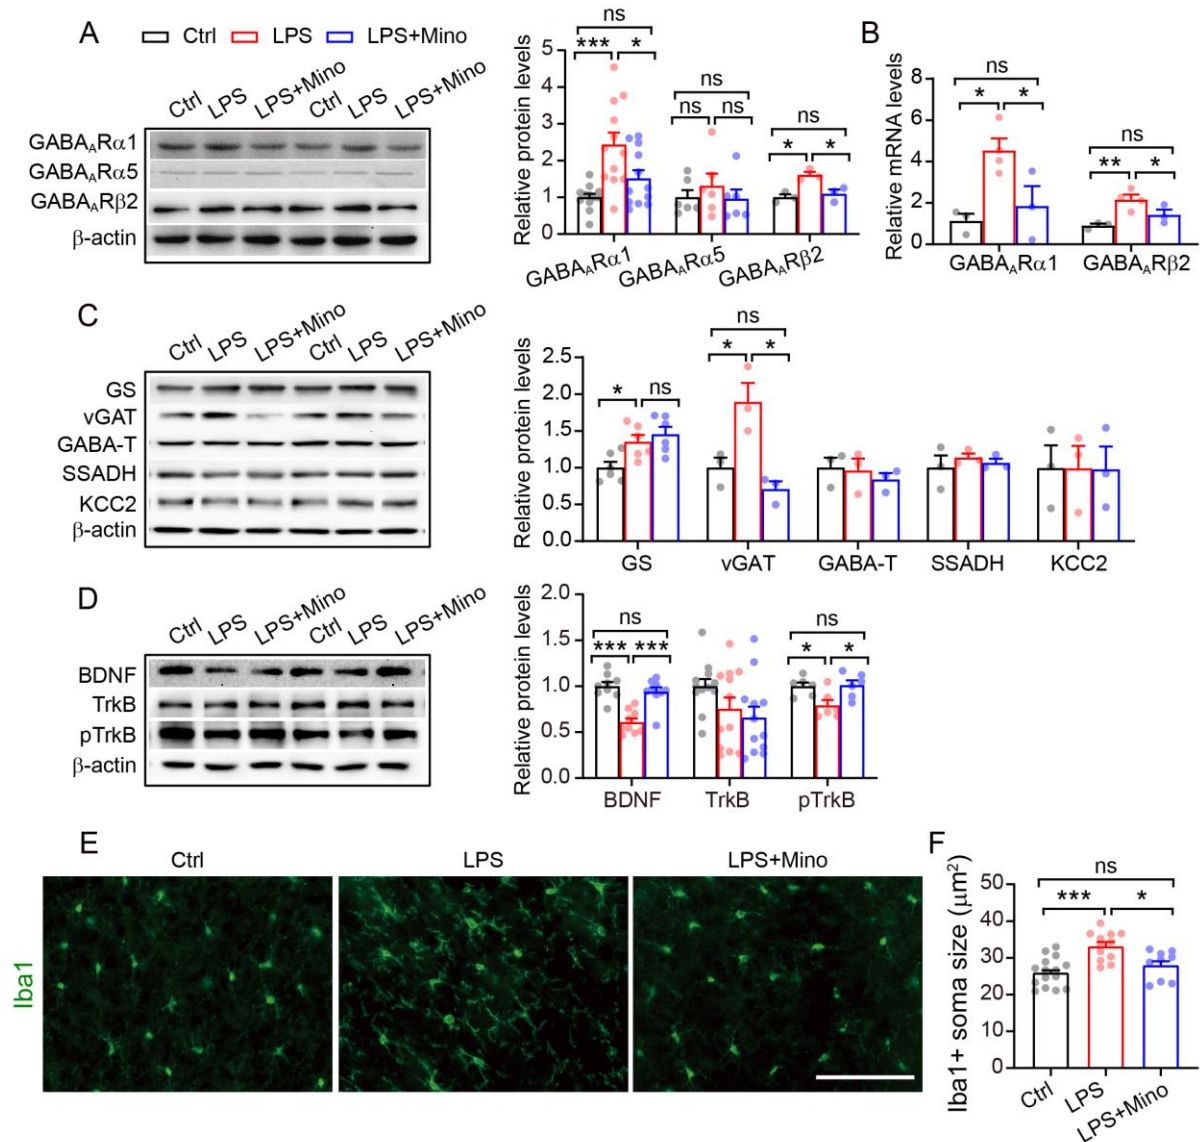 A
Ctrl LPS LPS+Mino
Ctrl LPS LPS+Mino Ctrl LPS LPS+Mino
GABAARα1
GABAARα5
GABAARβ2
β-actin
Relative protein levels
5
4
3
2
1
0
ns
*** *
ns
ns ns
ns
* *
GABAARα1 GABAARα5 GABAARβ2
B
Relative mRNA levels
8
6
4
2
0
ns
* *
ns
** *
GABAARα1 GABAARβ2
C
Ctrl LPS LPS+Mino Ctrl LPS LPS+Mino
GS
vGAT
GABA-T
SSADH
KCC2
β-actin
Relative protein levels
2.5
2.0
1.5
1.0
0.5
0.0
* ns
ns
* *
GS vGAT GABA-T SSADH KCC2
D
Ctrl LPS LPS+Mino Ctrl LPS LPS+Mino
BDNF
TrkB
pTrkB
β-actin
Relative protein levels
2.0
1.5
1.0
0.5
0.0
ns
*** ***
ns
* *
BDNF TrkB pTrkB
E
Ctrl LPS LPS+Mino
Iba1
F
Iba1+ soma size (μm²)
50
40
30
20
10
0
ns
*** *
Ctrl LPS LPS+Mino